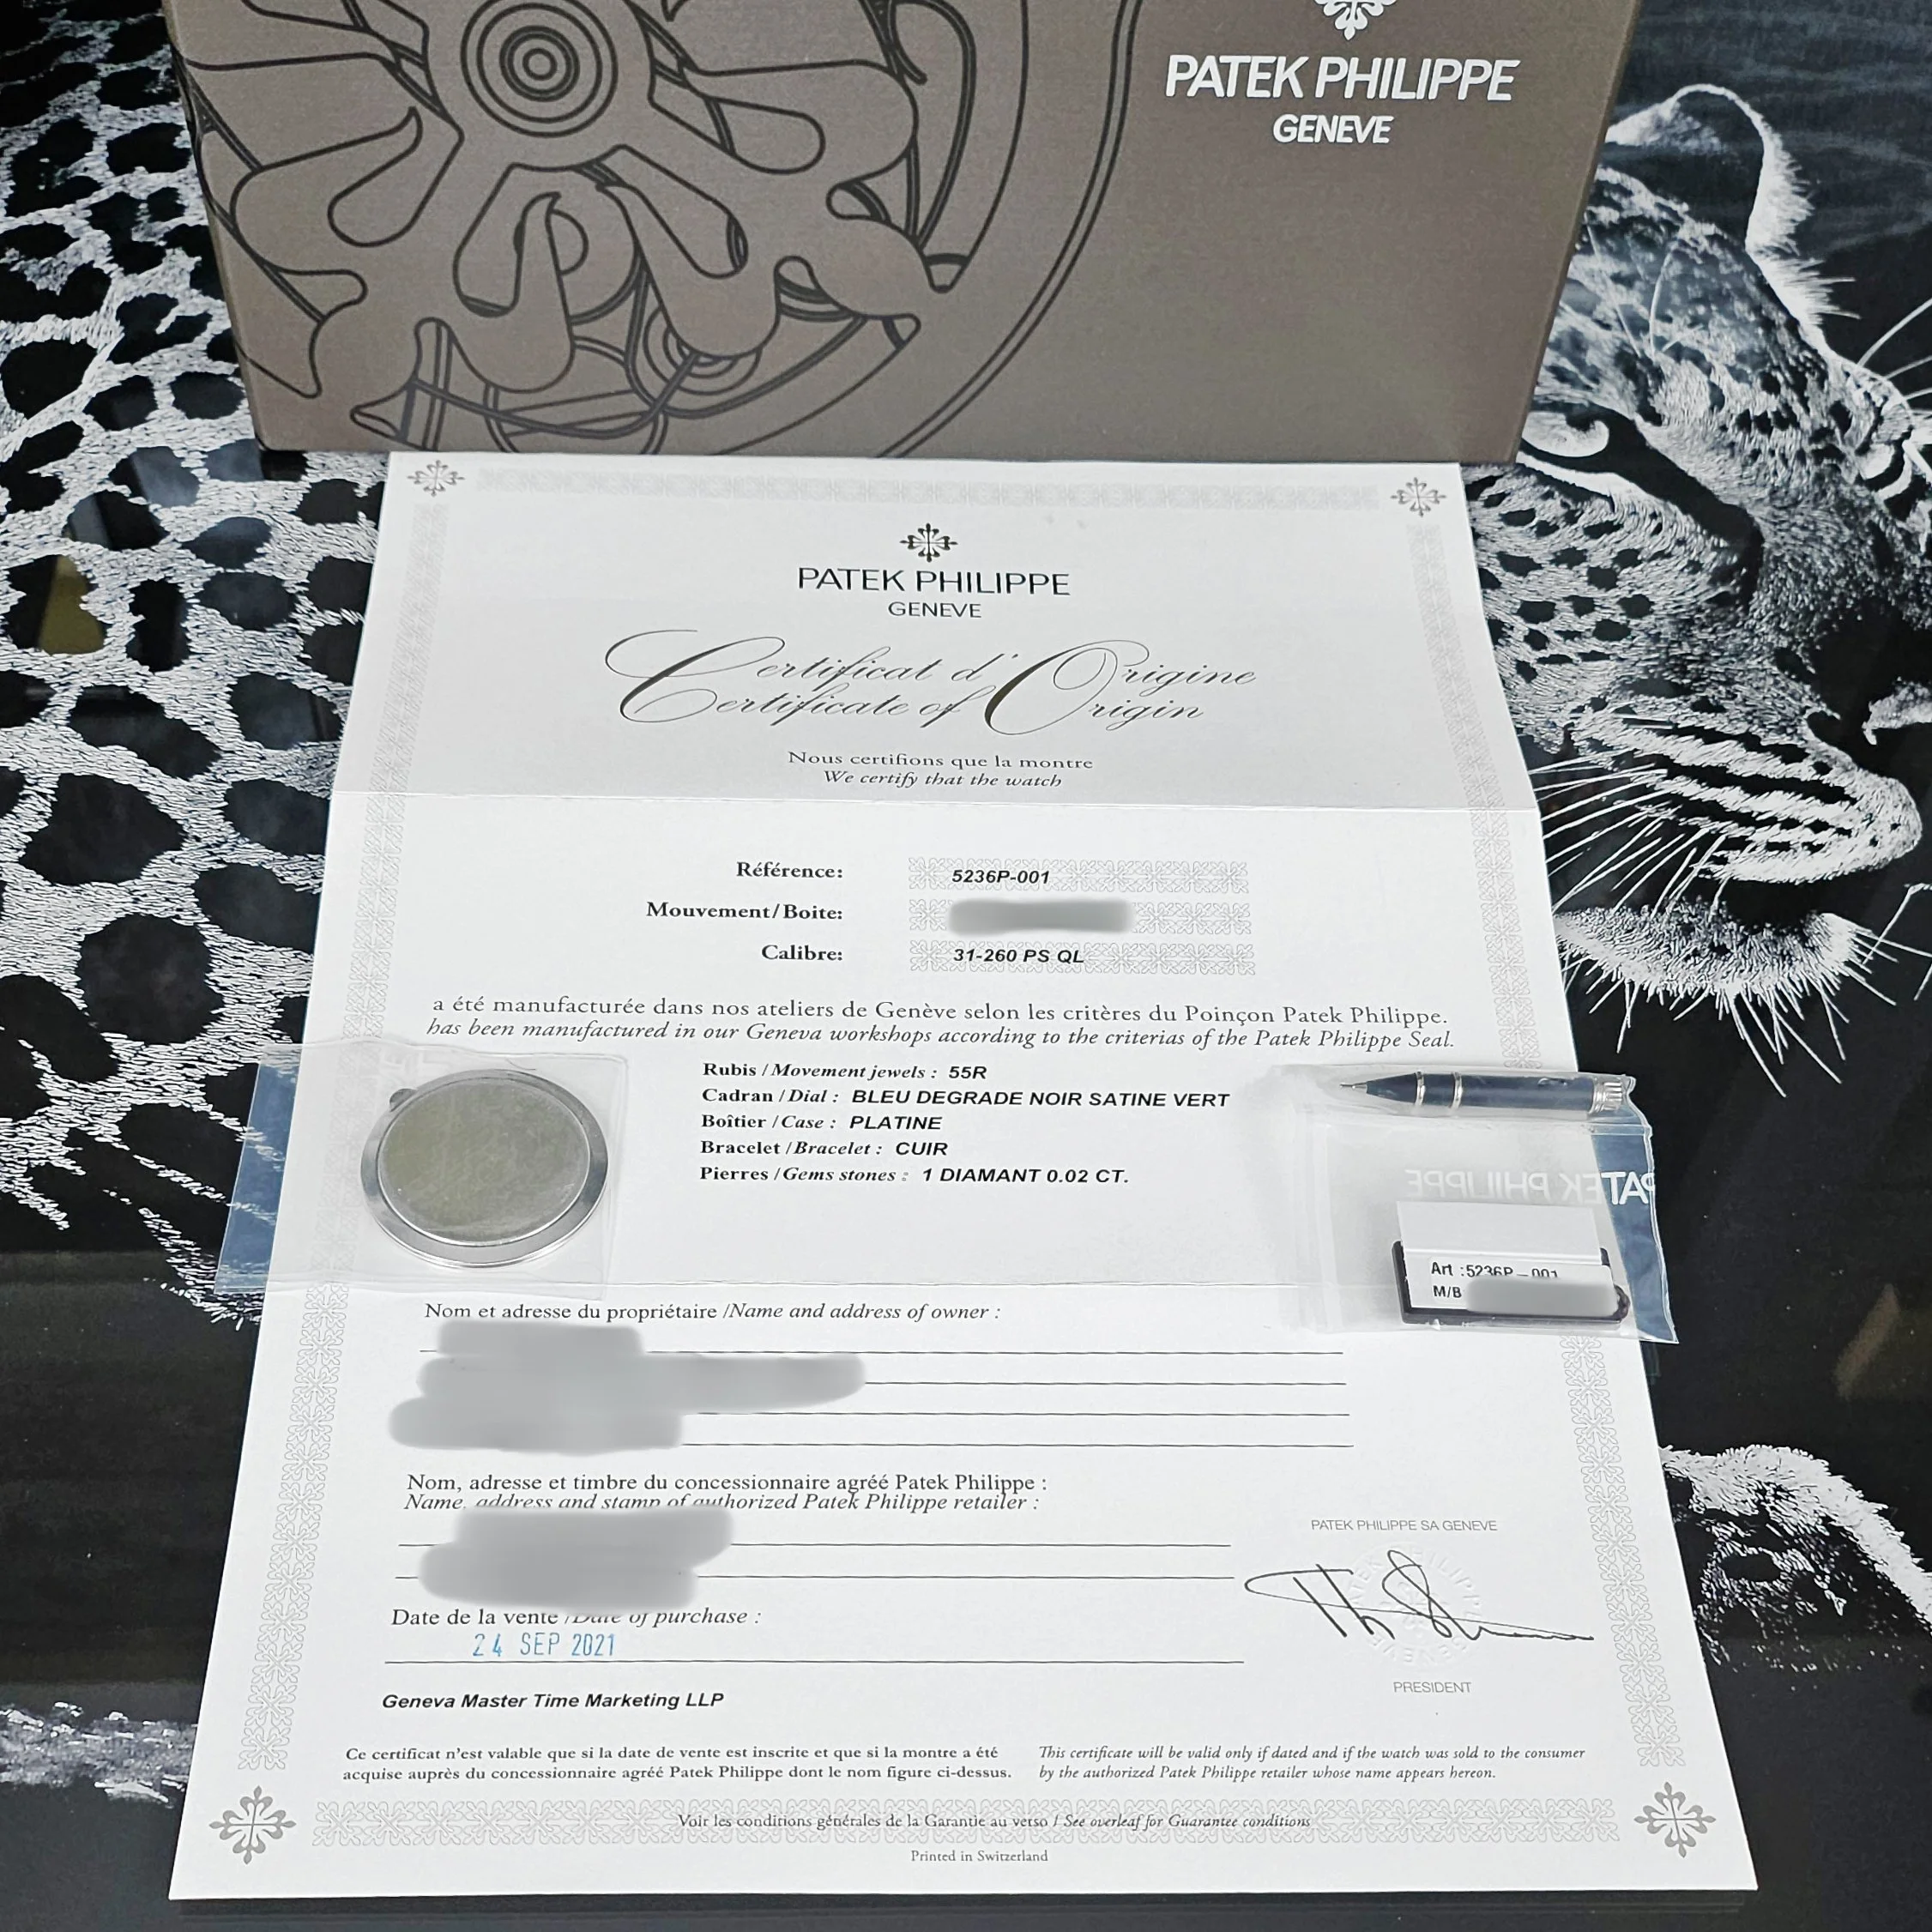 PATEK PHILIPPE
GENEVE
PATEK PHILIPPE
GENEVE
Certificat d'Origine
Certificate of Origin
Nous certifions que la montre
We certify that the watch
Référence: 5236P-001
Mouvement/Boite:
Calibre: 31-260 PS QL
a été manufacturée dans nos ateliers de Genève selon les critères du Poinçon Patek Philippe.
has been manufactured in our Geneva workshops according to the criterias of the Patek Philippe Seal.
Rubis / Movement jewels : 55R
Cadran / Dial : BLEU DEGRADE NOIR SATINE VERT
Boîtier / Case : PLATINE
Bracelet / Bracelet : CUIR
Pierres / Gems stones : 1 DIAMANT 0.02 CT.
PATEK PHILIPPE
Art :5236P-001
M/B
Nom et adresse du propriétaire /Name and address of owner :
Nom, adresse et timbre du concessionnaire agréé Patek Philippe :
Name, address and stamp of authorized Patek Philippe retailer :
PATEK PHILIPPE SA GENEVE
Date de la vente /Date of purchase :
24 SEP 2021
PRESIDENT
Geneva Master Time Marketing LLP
Ce certificat n'est valable que si la date de vente est inscrite et que si la montre a été
acquise auprès du concessionnaire agréé Patek Philippe dont le nom figure ci-dessus.
This certificate will be valid only if dated and if the watch was sold to the consumer
by the authorized Patek Philippe retailer whose name appears hereon.
Voir les conditions générales de la Garantie au verso / See overleaf for Guarantee conditions
Printed in Switzerland